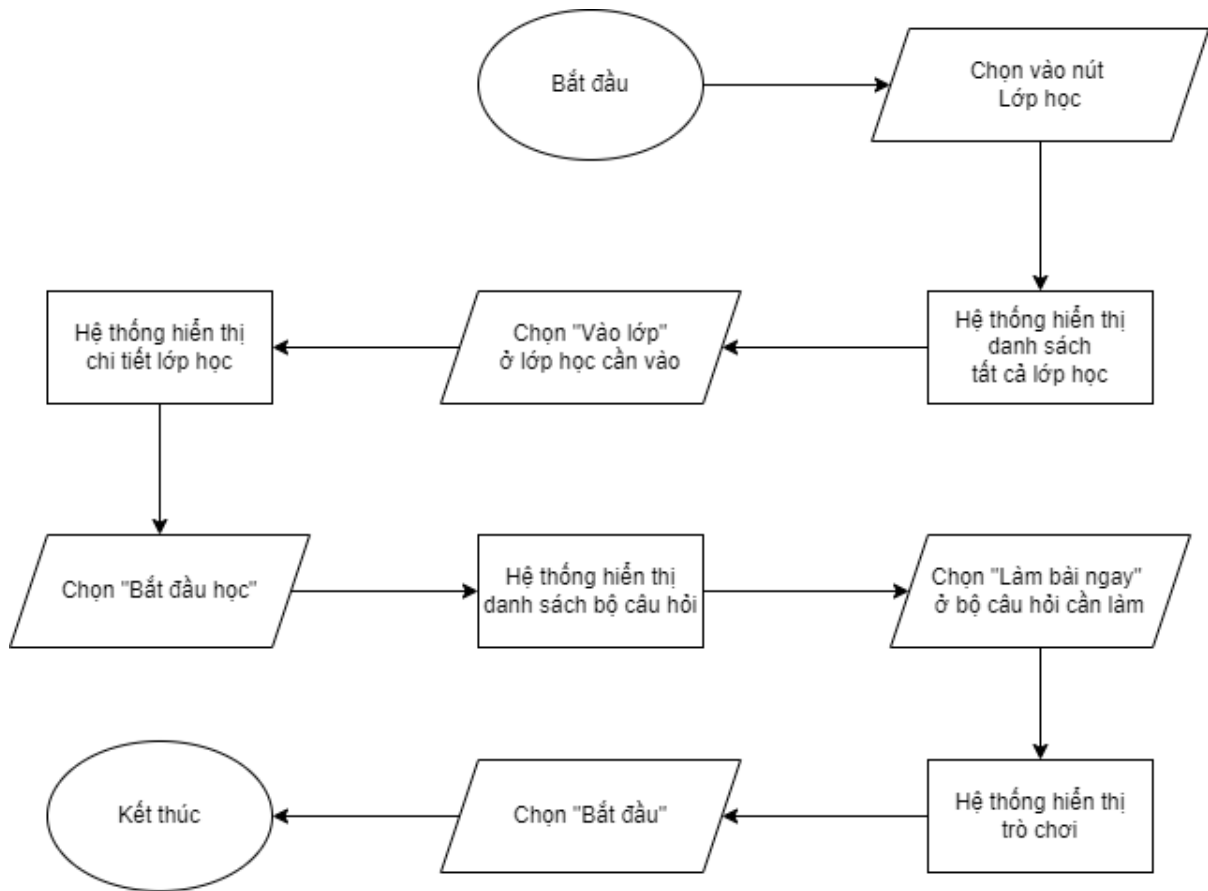 Bắt đầu
Chọn vào nút
Lớp học
Hệ thống hiển thị
danh sách
tất cả lớp học
Chọn "Vào lớp"
ở lớp học cần vào
Hệ thống hiển thị
chi tiết lớp học
Chọn "Bắt đầu học"
Hệ thống hiển thị
danh sách bộ câu hỏi
Chọn "Làm bài ngay"
ở bộ câu hỏi cần làm
Hệ thống hiển thị
trò chơi
Chọn "Bắt đầu"
Kết thúc